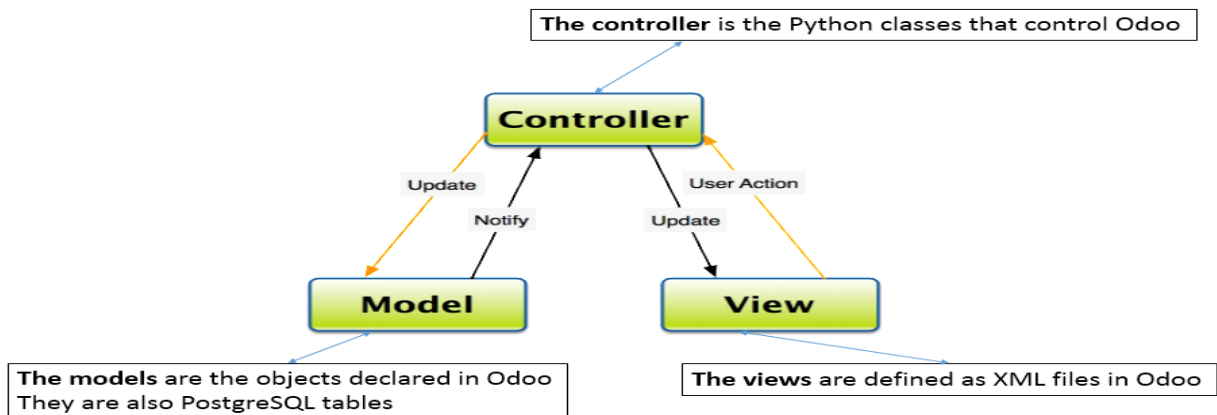 The controller is the Python classes that control Odoo
Controller
Update
User Action
Notify
Update
Model
View
The models are the objects declared in Odoo
They are also PostgreSQL tables
The views are defined as XML files in Odoo